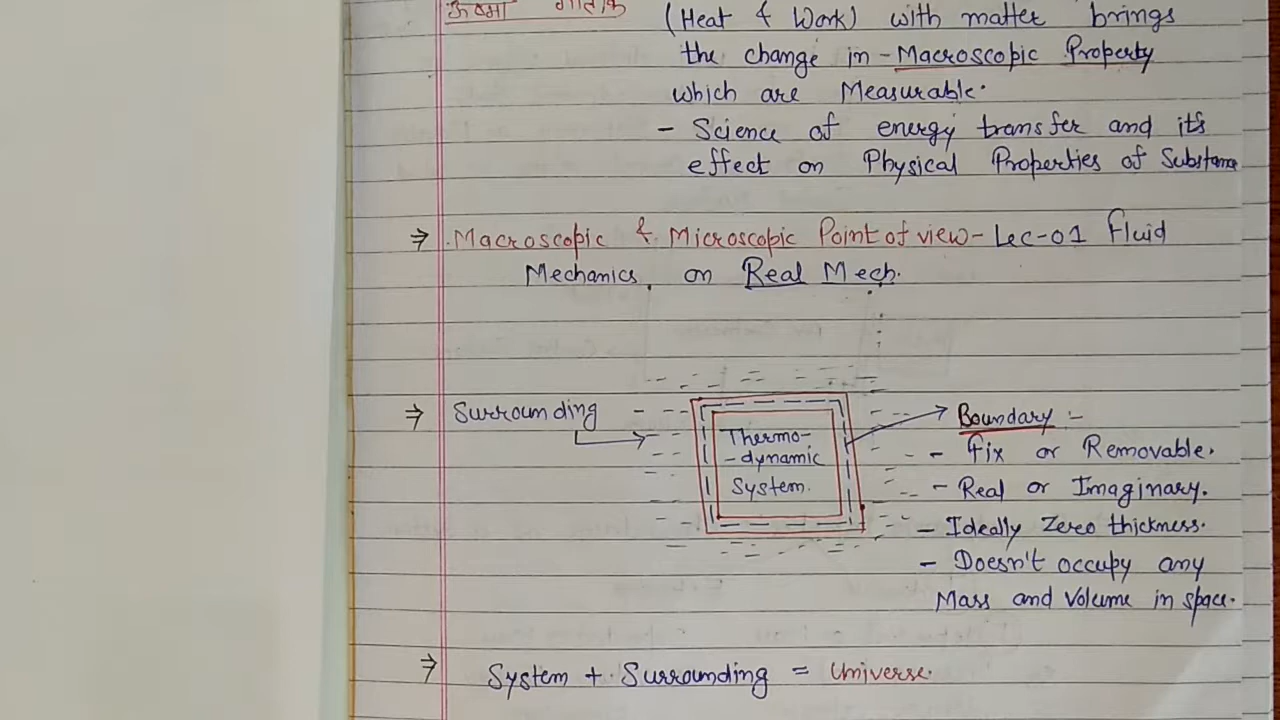 ऊष्मा गतिक
(Heat & Work) with matter brings
the change in - Macroscopic Property
which are Measurable.
- Science of energy transfer and it's
effect on Physical Properties of Substance
⇒ Macroscopic & Microscopic Point of view - Lec-01 Fluid
Mechanics on Real Mech.
⇒ Surrounding
Thermo-
-dynamic
System.
Boundary :-
- Fix or Removable.
- Real or Imaginary.
- Ideally Zero thickness.
- Doesn't occupy any
Mass and Volume in space.
⇒ System + Surrounding = Universe.